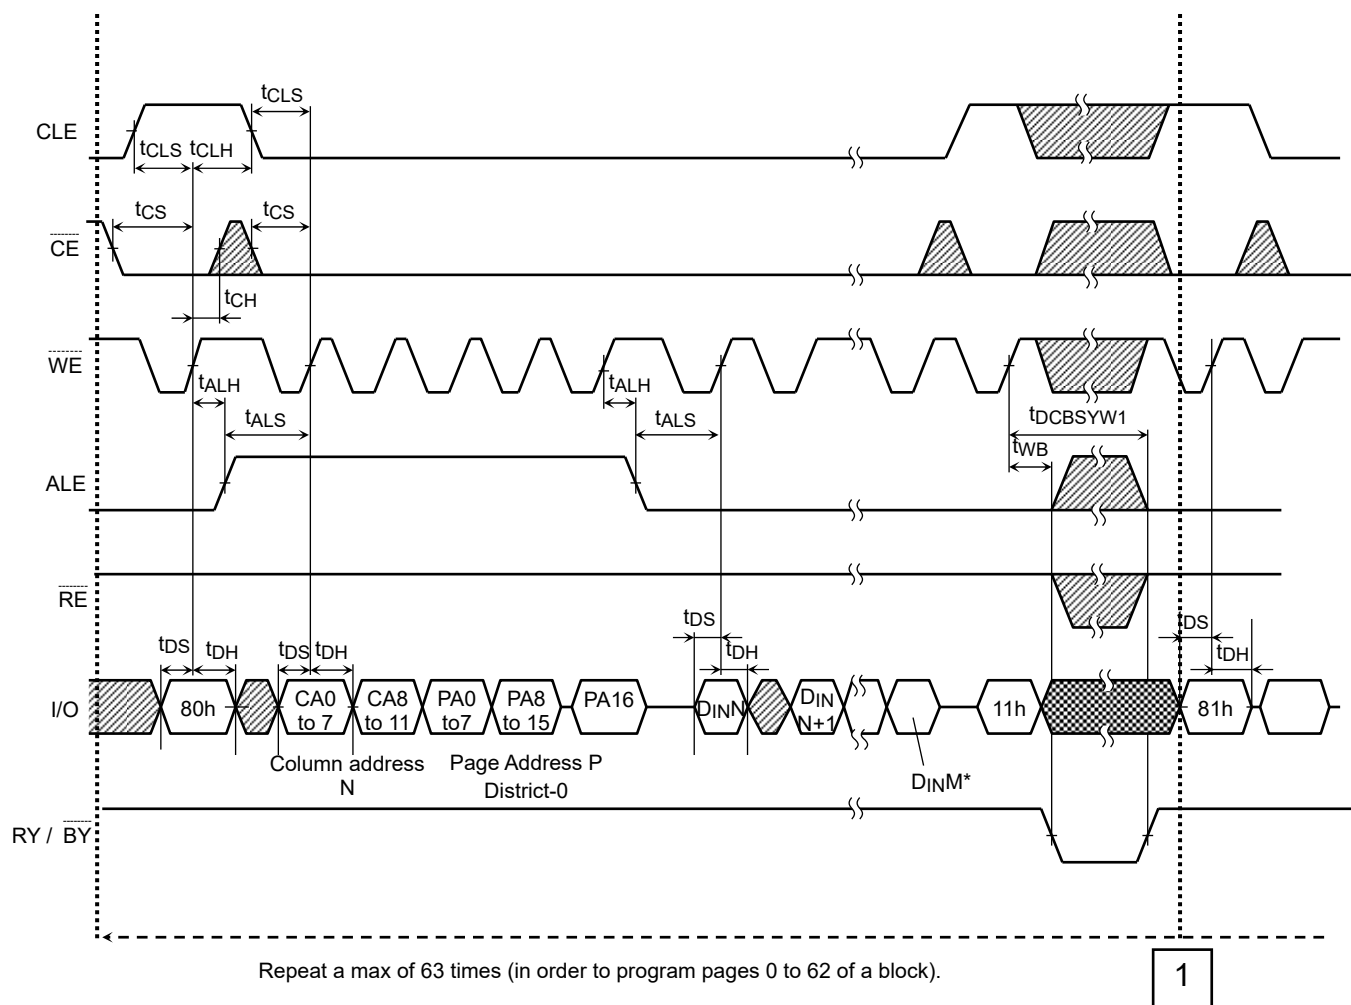 tCLS
CLE
tCLS tCLH
tCS tCS
CE
tCH
WE
tALH tALH
tDCBSYW1
tALS tALS
tWB
ALE
RE
tDS tDH tDS tDH tDS tDH tDS tDH
I/O 80h CA0 to 7 CA8 to 11 PA0 to7 PA8 to 15 PA16 DINN DIN N+1 11h 81h
Column address N
Page Address P District-0
DINM*
RY / BY
Repeat a max of 63 times (in order to program pages 0 to 62 of a block).
1